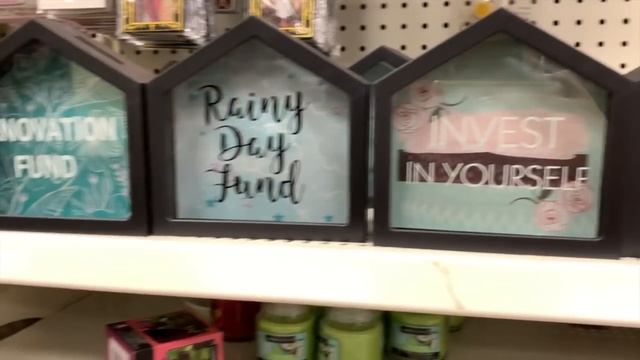 NOVATION
FUND
Rainy
Day
Fund
INVEST
IN YOURSELF